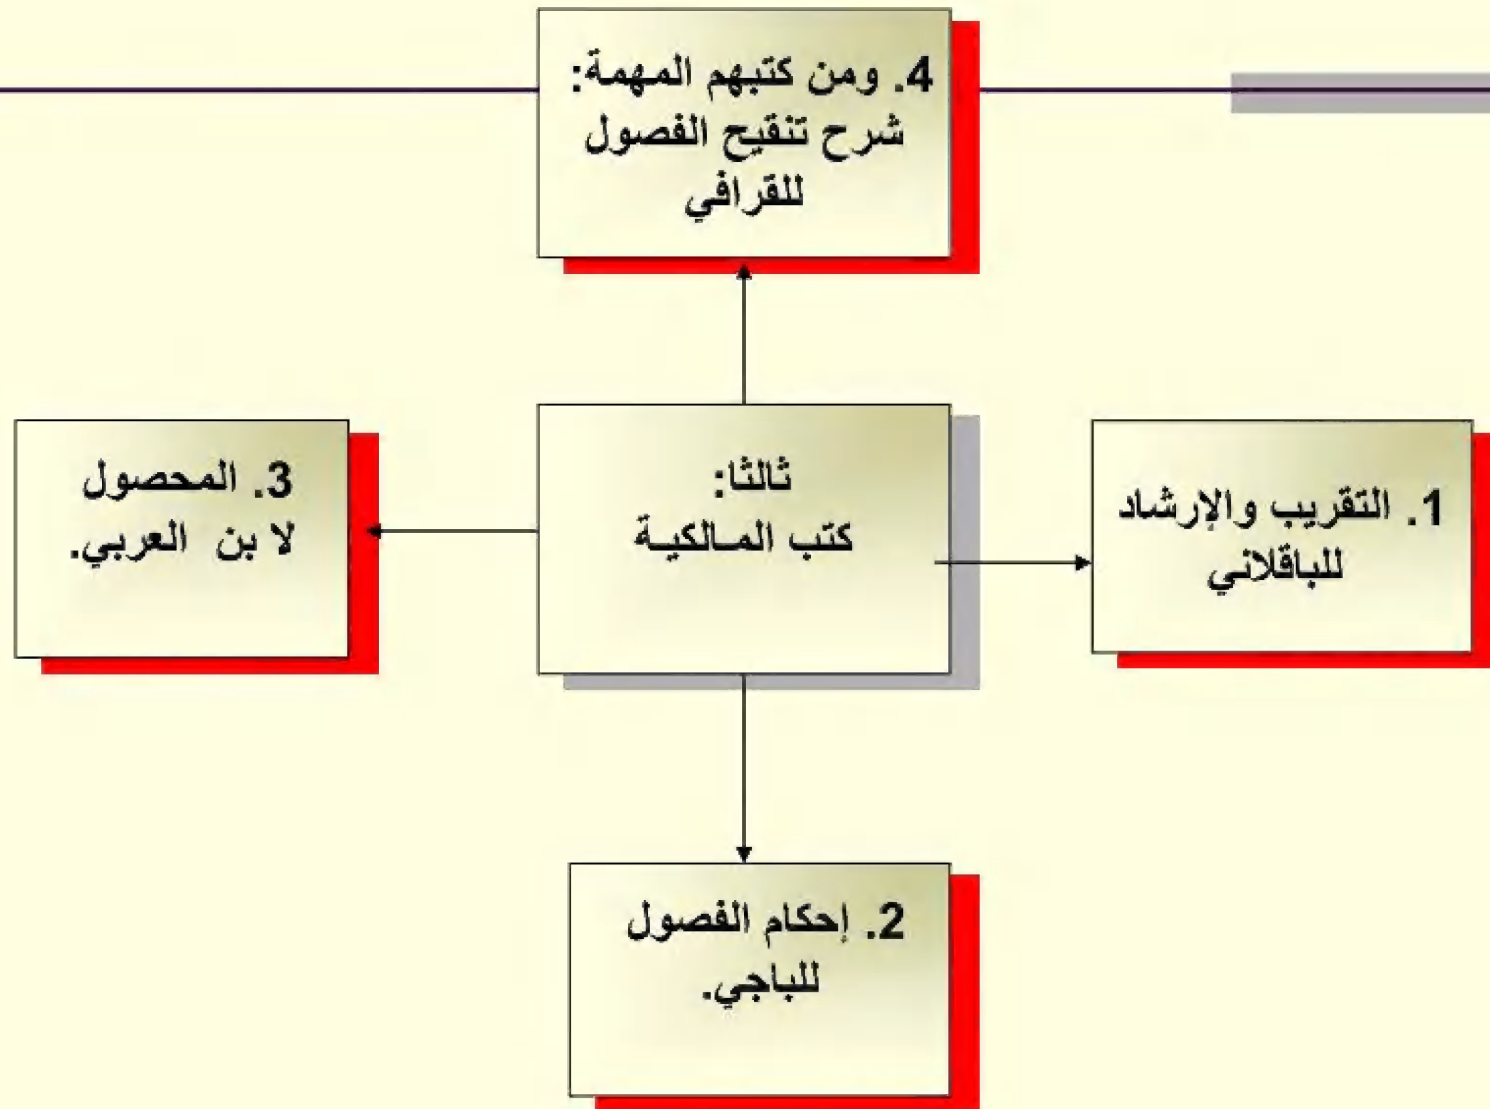 4. ومن كتبهم المهمة:
شرح تنقيح الفصول
للقرافي
ثالثا:
كتب المـالكيـة
1. التقريب والإرشاد
للباقلاني
3. المحصول
لا بن العربي.
2. إحكام الفصول
للباجي.